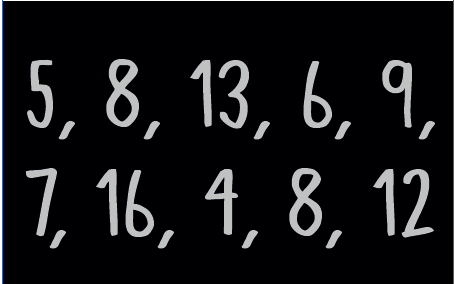 5, 8, 13, 6, 9,
7, 16, 4, 8, 12